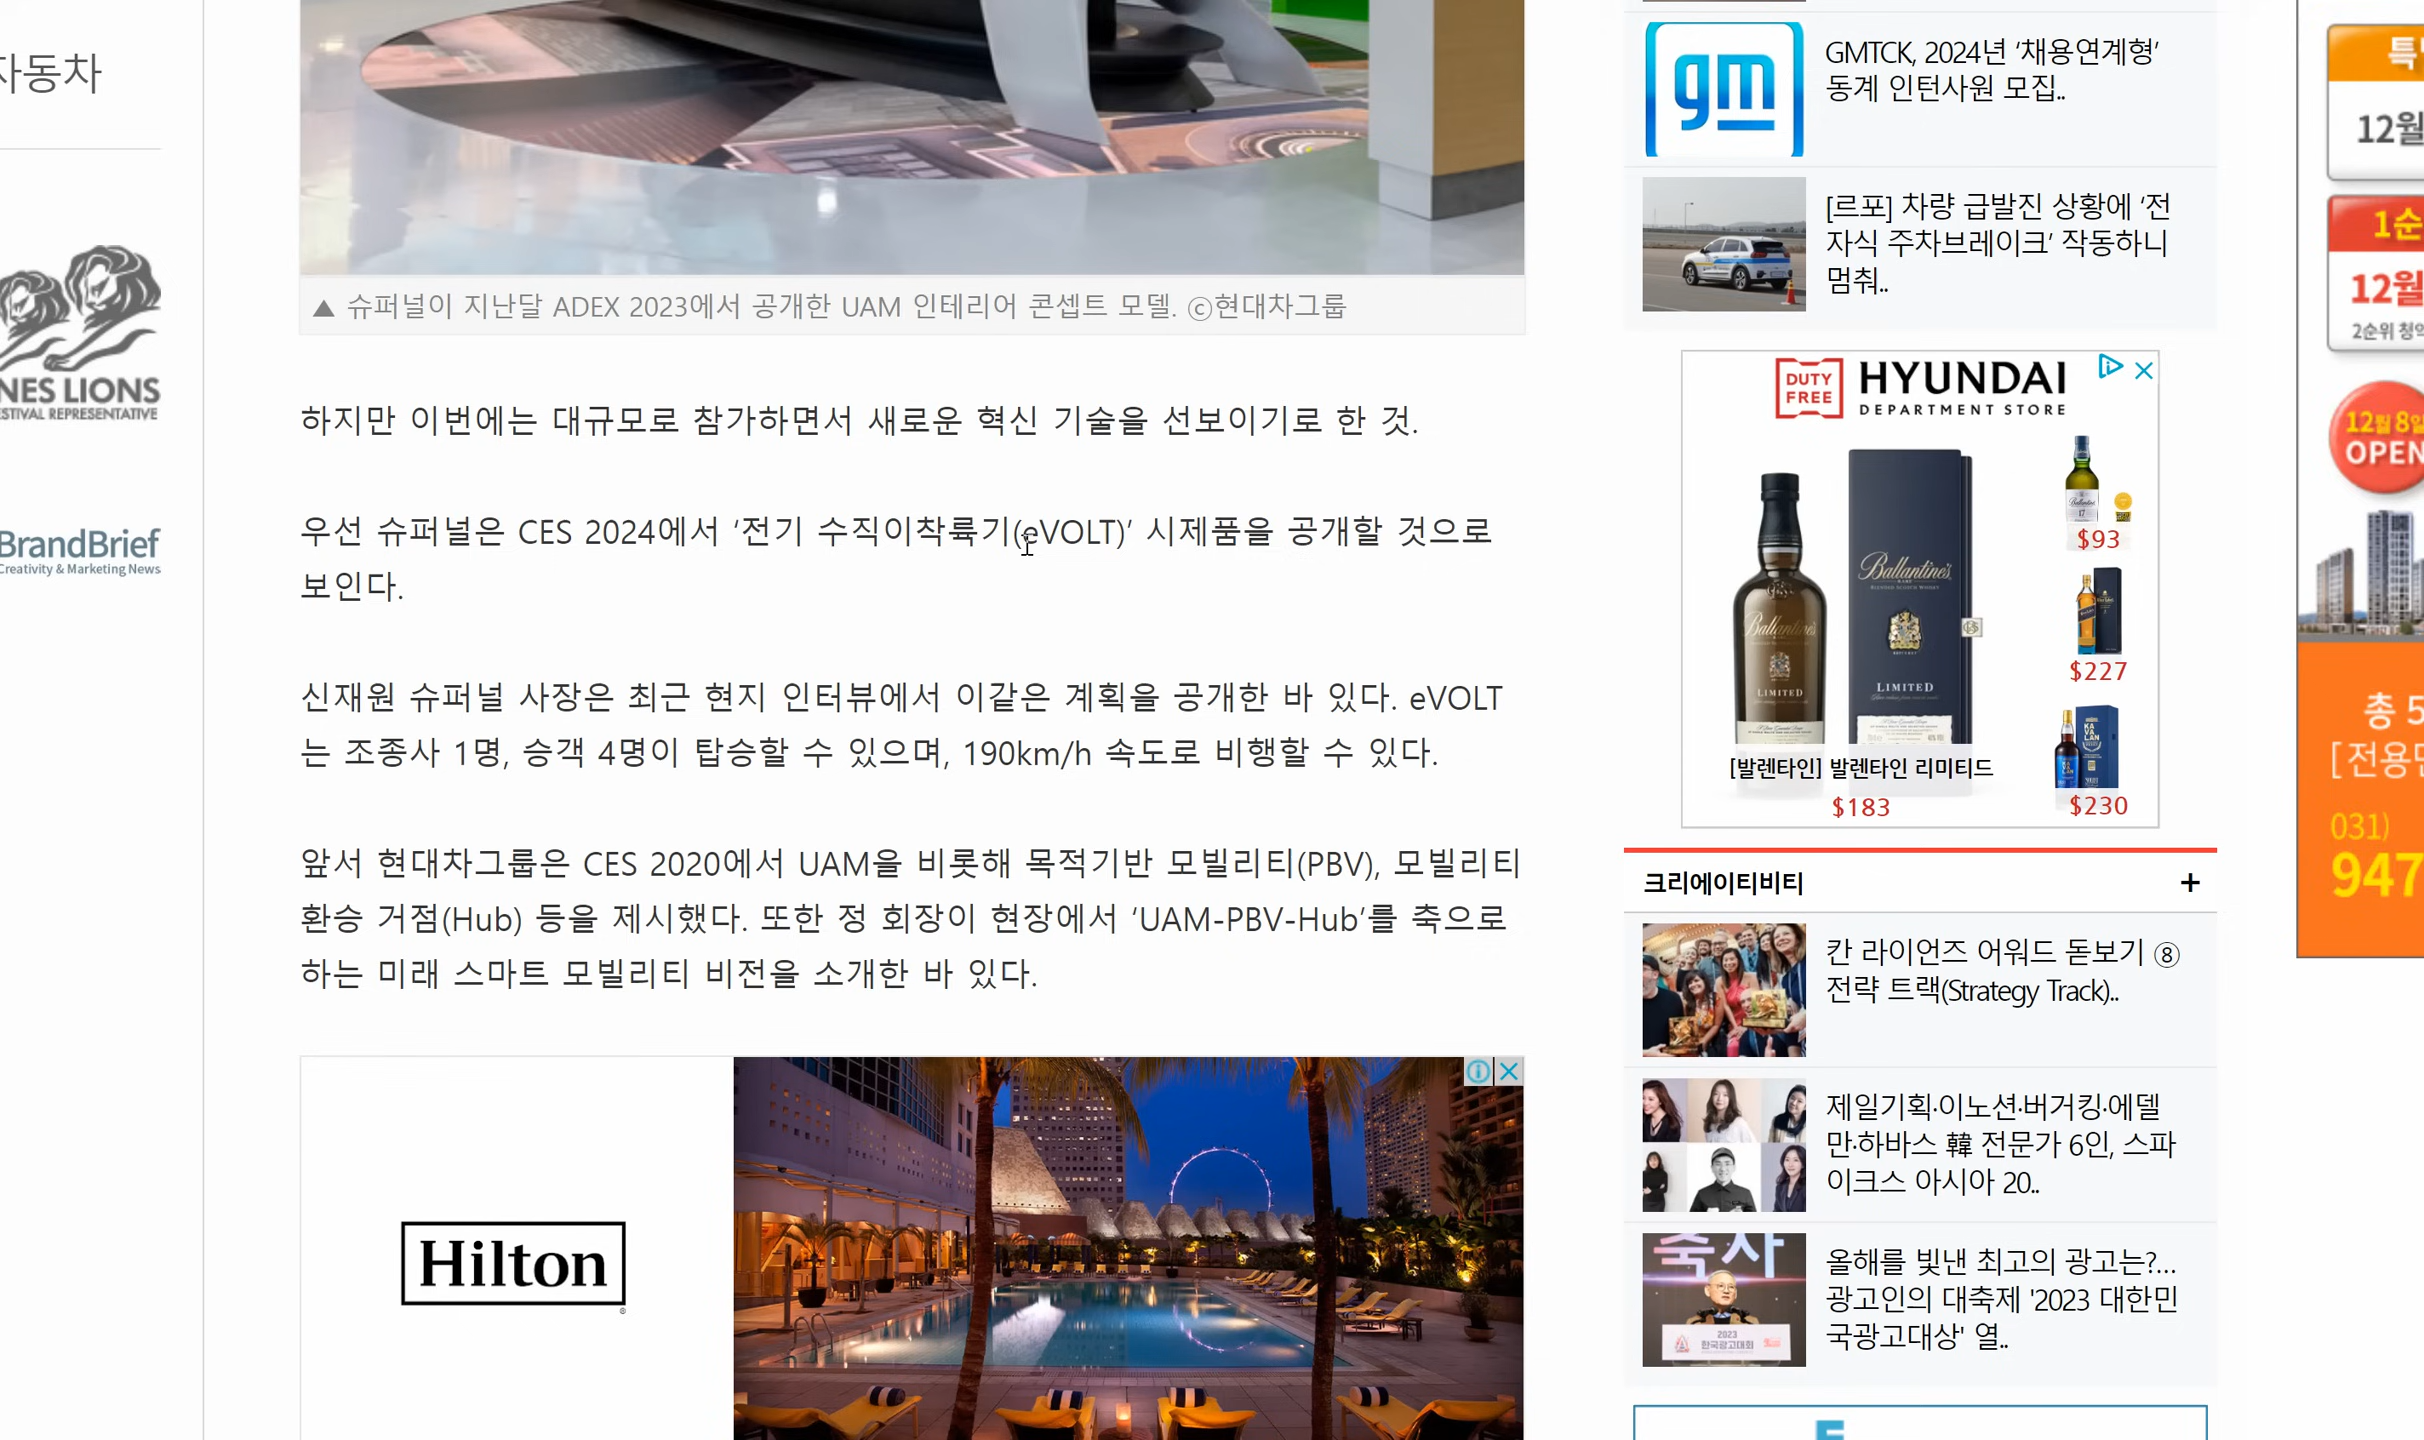 자동차
NES LIONS
ESTIVAL REPRESENTATIVE
BrandBrief
Creativity & Marketing News
▲ 슈퍼널이 지난달 ADEX 2023에서 공개한 UAM 인테리어 콘셉트 모델. ⓒ현대차그룹
하지만 이번에는 대규모로 참가하면서 새로운 혁신 기술을 선보이기로 한 것.
우선 슈퍼널은 CES 2024에서 ‘전기 수직이착륙기(eVOLT)’ 시제품을 공개할 것으로
보인다.
신재원 슈퍼널 사장은 최근 현지 인터뷰에서 이같은 계획을 공개한 바 있다. eVOLT
는 조종사 1명, 승객 4명이 탑승할 수 있으며, 190km/h 속도로 비행할 수 있다.
앞서 현대차그룹은 CES 2020에서 UAM을 비롯해 목적기반 모빌리티(PBV), 모빌리티
환승 거점(Hub) 등을 제시했다. 또한 정 회장이 현장에서 ‘UAM-PBV-Hub’를 축으로
하는 미래 스마트 모빌리티 비전을 소개한 바 있다.
Hilton
gm
GMTCK, 2024년 ‘채용연계형’
동계 인턴사원 모집..
[르포] 차량 급발진 상황에 ‘전
자식 주차브레이크’ 작동하니
멈춰..
DUTY
FREE
HYUNDAI
DEPARTMENT STORE
Ballantine's
LIMITED
Ballantine's
LIMITED
[발렌타인] 발렌타인 리미티드
$183
$93
$227
$230
크리에이티비티
+
칸 라이언즈 어워드 돋보기 ⑧
전략 트랙(Strategy Track)..
제일기획·이노션·버거킹·에델
만·하바스 韓 전문가 6인, 스파
이크스 아시아 20..
축사
2023
올해를 빛낸 최고의 광고는?...
광고인의 대축제 '2023 대한민
국광고대상' 열..
12월
1순
12월
2순위 청약
12월 8일
OPEN
총 5
[전용면
031)
947